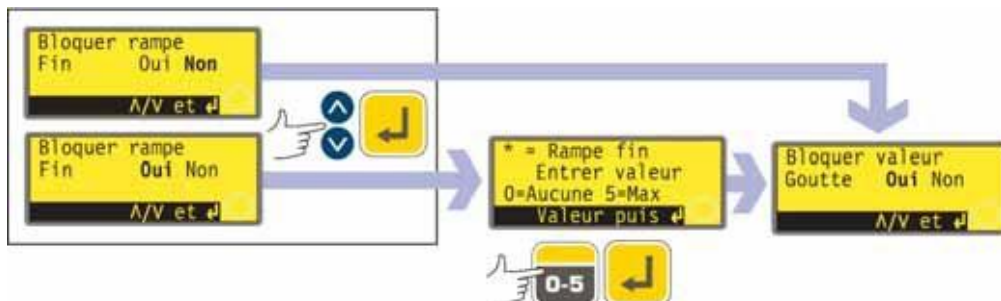 Bloquer rampe
Fin Oui Non
Λ/V et ↲
Bloquer rampe
Fin Oui Non
Λ/V et ↲
* = Rampe fin
Entrer valeur
0=Aucune 5=Max
Valeur puis ↲
0-5
Bloquer valeur
Goutte Oui Non
Λ/V et ↲